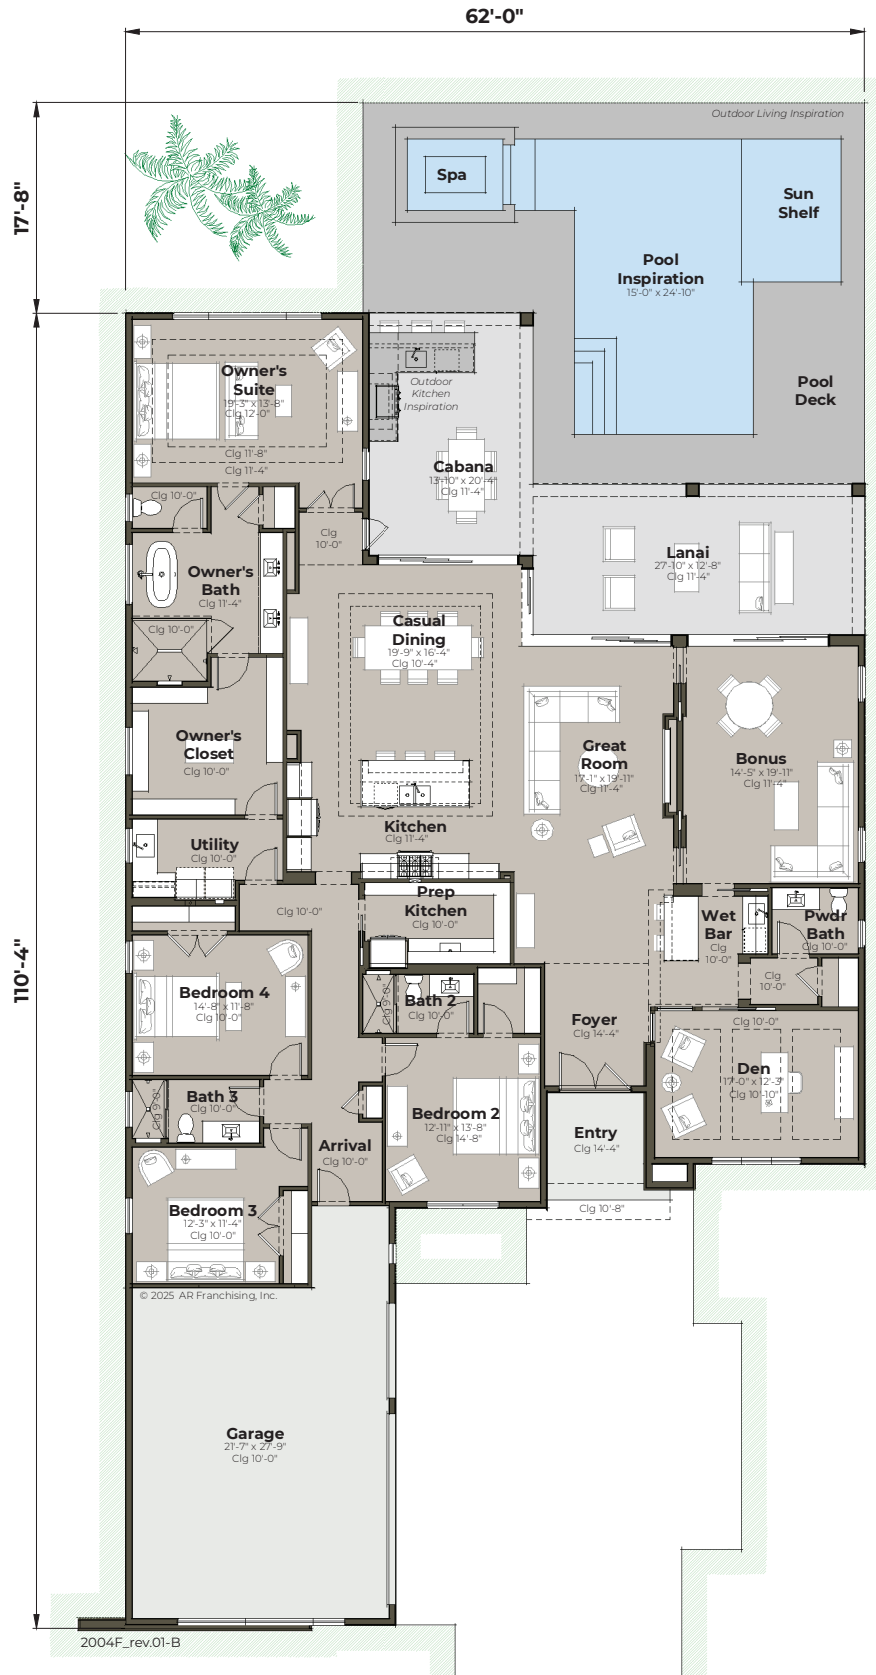 62'-0"
17'-8"
Outdoor Living Inspiration
Spa
Sun
Shelf
Pool
Inspiration
15'-0" x 24'-10"
Pool
Deck
Owner's
Suite
19'-3" x 13'-8"
Clg 12'-0"
Clg 11'-8"
Clg 11'-4"
Outdoor
Kitchen
Inspiration
Cabana
13'-10" x 20'-4"
Clg 11'-4"
Clg 10'-0"
Clg
10'-0"
Lanai
27'-10" x 12'-8"
Clg 11'-4"
Owner's
Bath
Clg 11'-4"
Clg 10'-0"
Casual
Dining
19'-9" x 16'-4"
Clg 10'-4"
Owner's
Closet
Clg 10'-0"
Great
Room
17'-1" x 19'-11"
Clg 11'-4"
Bonus
14'-5" x 19'-11"
Clg 11'-4"
Kitchen
Clg 11'-4"
Utility
Clg 10'-0"
Clg 10'-0"
Prep
Kitchen
Clg 10'-0"
Wet
Bar
Clg
10'-0"
Pwdr
Bath
Clg 10'-0"
110'-4"
Clg
10'-0"
Bedroom 4
14'-8" x 11'-8"
Clg 10'-0"
Clg 9'-0"
Bath 2
Clg 10'-0"
Foyer
Clg 14'-4"
Clg 10'-0"
Den
17'-0" x 12'-3"
Clg 10'-10"
Clg 9'-0"
Bath 3
Clg 10'-0"
Bedroom 2
12'-11" x 13'-8"
Clg 14'-8"
Entry
Clg 14'-4"
Arrival
Clg 10'-0"
Bedroom 3
12'-3" x 11'-4"
Clg 10'-0"
Clg 10'-8"
© 2025 AR Franchising, Inc.
Garage
21'-7" x 27'-9"
Clg 10'-0"
2004F_rev.01-B